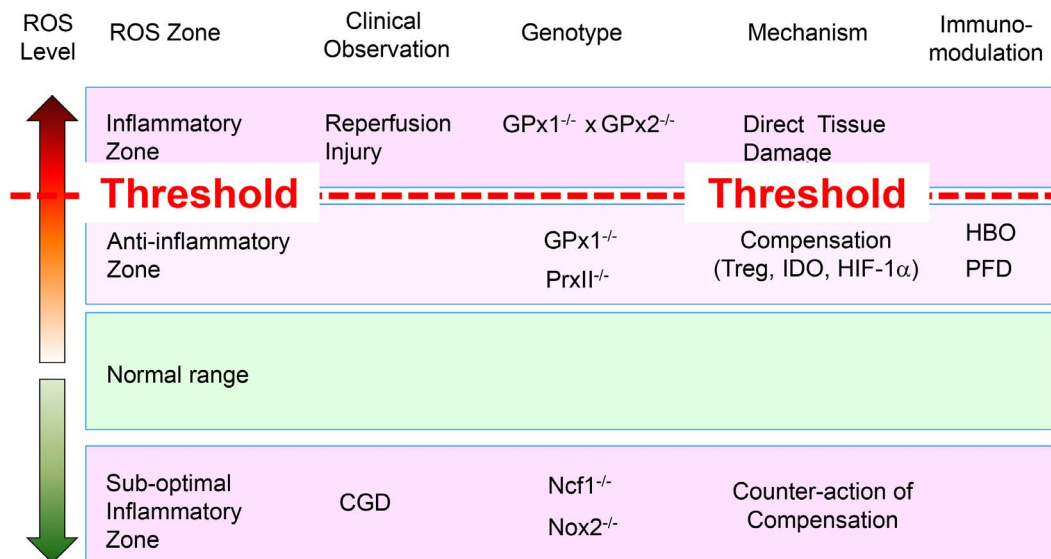 ROS Level
ROS Zone
Clinical Observation
Genotype
Mechanism
Immuno-modulation
Inflammatory Zone
Reperfusion Injury
GPx1-/- x GPx2-/-
Direct Tissue Damage
Threshold
Threshold
Anti-inflammatory Zone
GPx1-/-
PrxII-/-
Compensation
(Treg, IDO, HIF-1α)
HBO
PFD
Normal range
Sub-optimal Inflammatory Zone
CGD
Ncf1-/-
Nox2-/-
Counter-action of Compensation